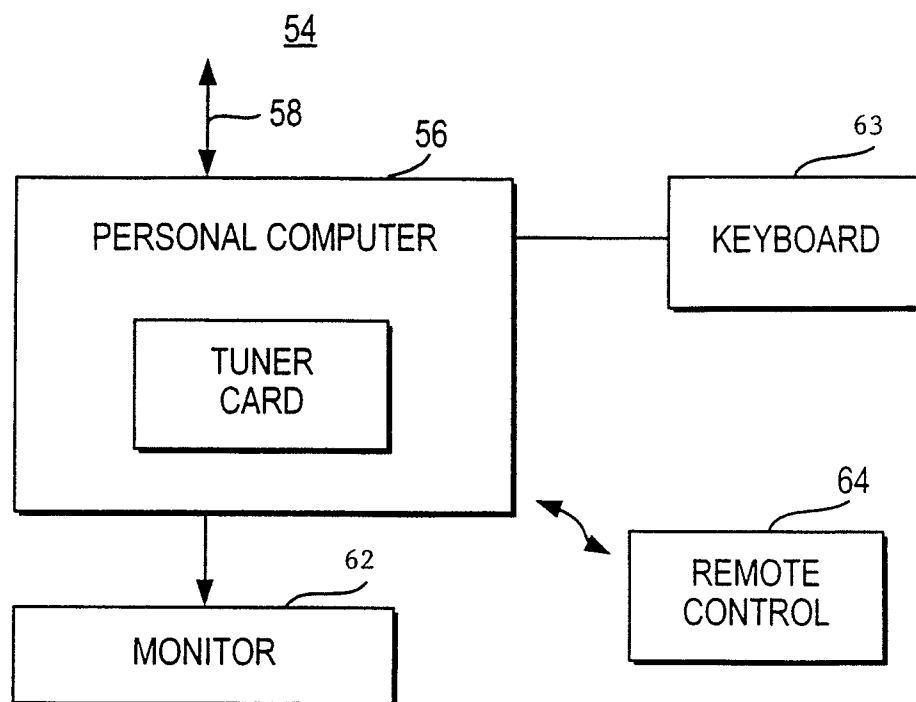 54
58
56
63
PERSONAL COMPUTER
KEYBOARD
TUNER
CARD
64
62
REMOTE
CONTROL
MONITOR